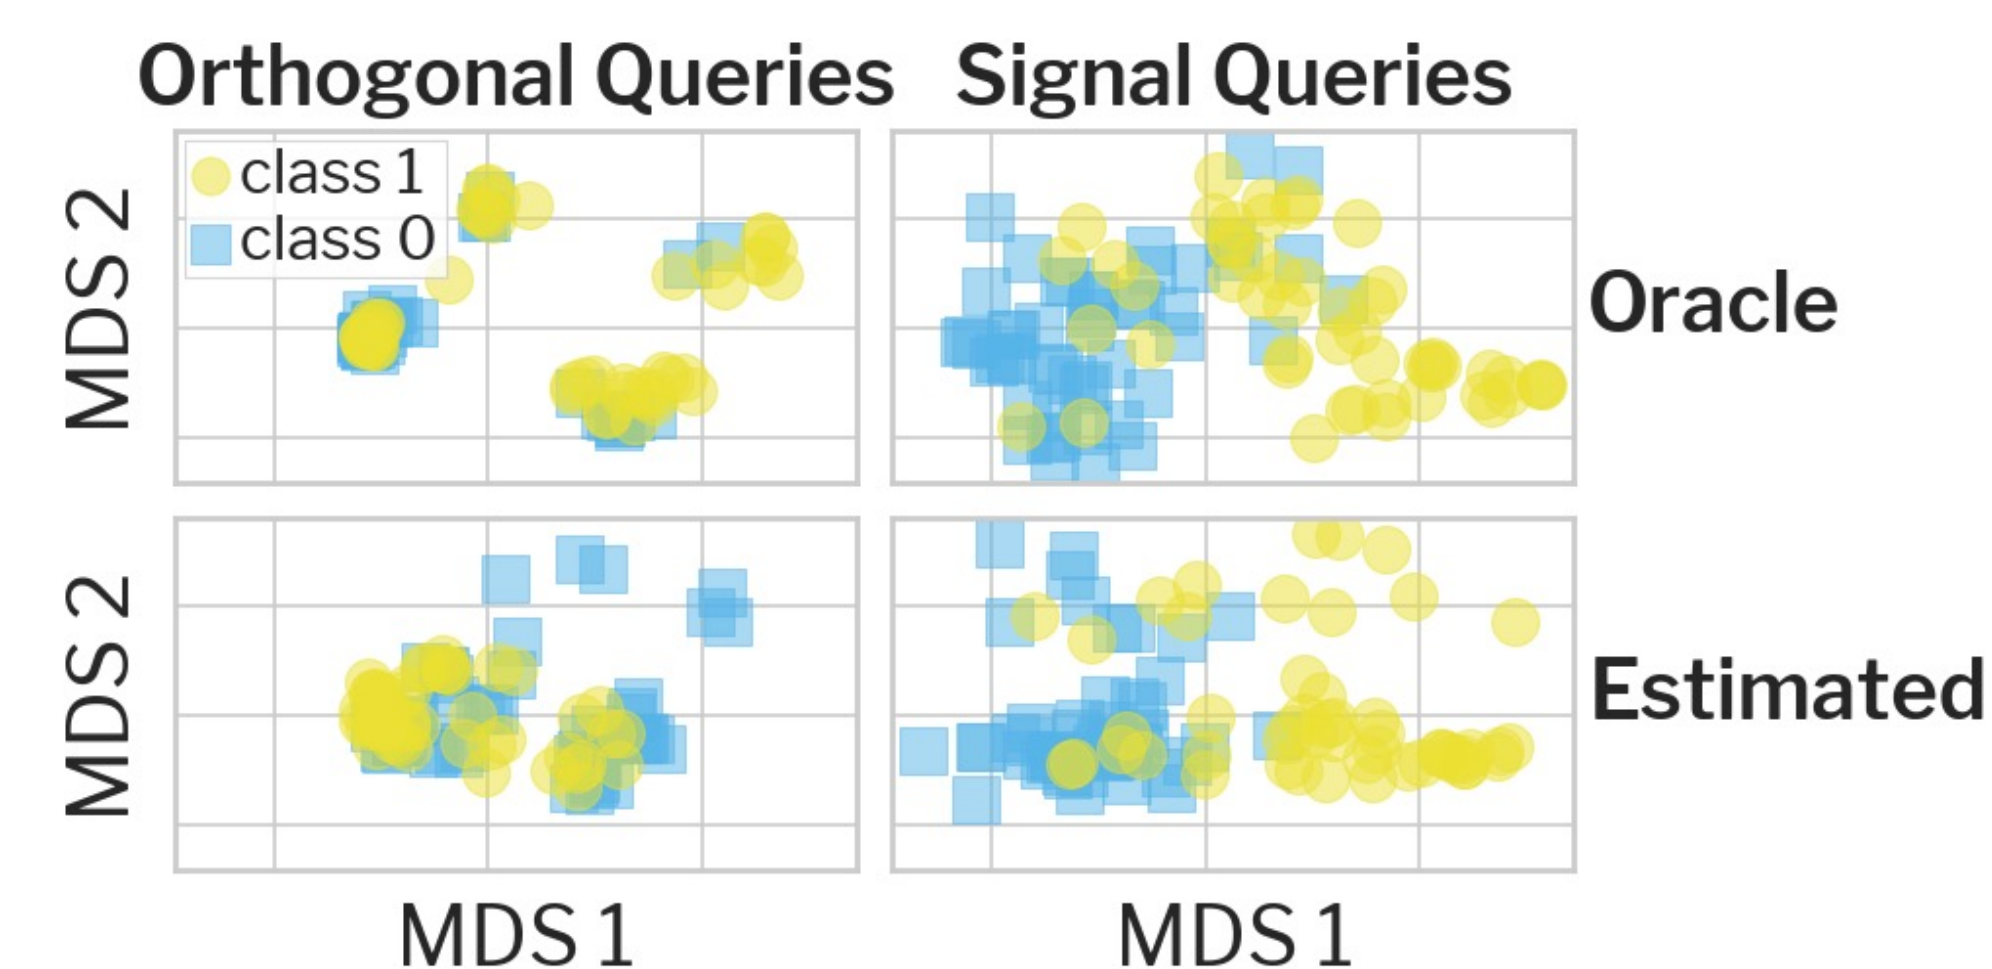 Orthogonal Queries
Signal Queries
class 1
class 0
MDS 2
Oracle
MDS 2
Estimated
MDS 1
MDS 1